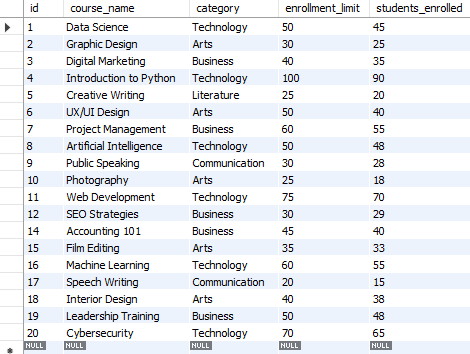 id course_name category enrollment_limit students_enrolled
1 Data Science Technology 50 45
2 Graphic Design Arts 30 25
3 Digital Marketing Business 40 35
4 Introduction to Python Technology 100 90
5 Creative Writing Literature 25 20
6 UX/UI Design Arts 50 40
7 Project Management Business 60 55
8 Artificial Intelligence Technology 50 48
9 Public Speaking Communication 30 28
10 Photography Arts 25 18
11 Web Development Technology 75 70
12 SEO Strategies Business 30 29
14 Accounting 101 Business 45 40
15 Film Editing Arts 35 33
16 Machine Learning Technology 60 55
17 Speech Writing Communication 20 15
18 Interior Design Arts 40 38
19 Leadership Training Business 50 48
20 Cybersecurity Technology 70 65
NULL NULL NULL NULL NULL